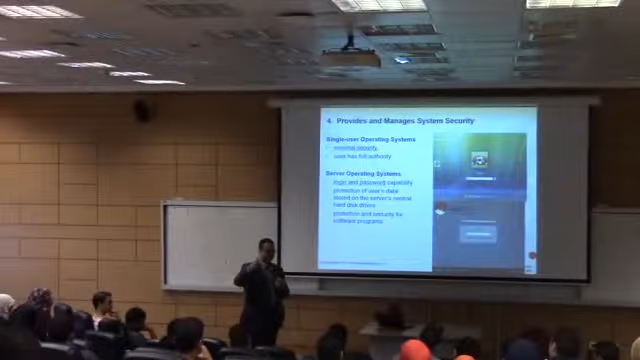 4. Provides and Manages System Security
Single-user Operating Systems
minimal security
user has full authority
Server Operating Systems
login and password capability
protection of user's data
stored on the server's central
hard disk drives
protection and security for
software programs